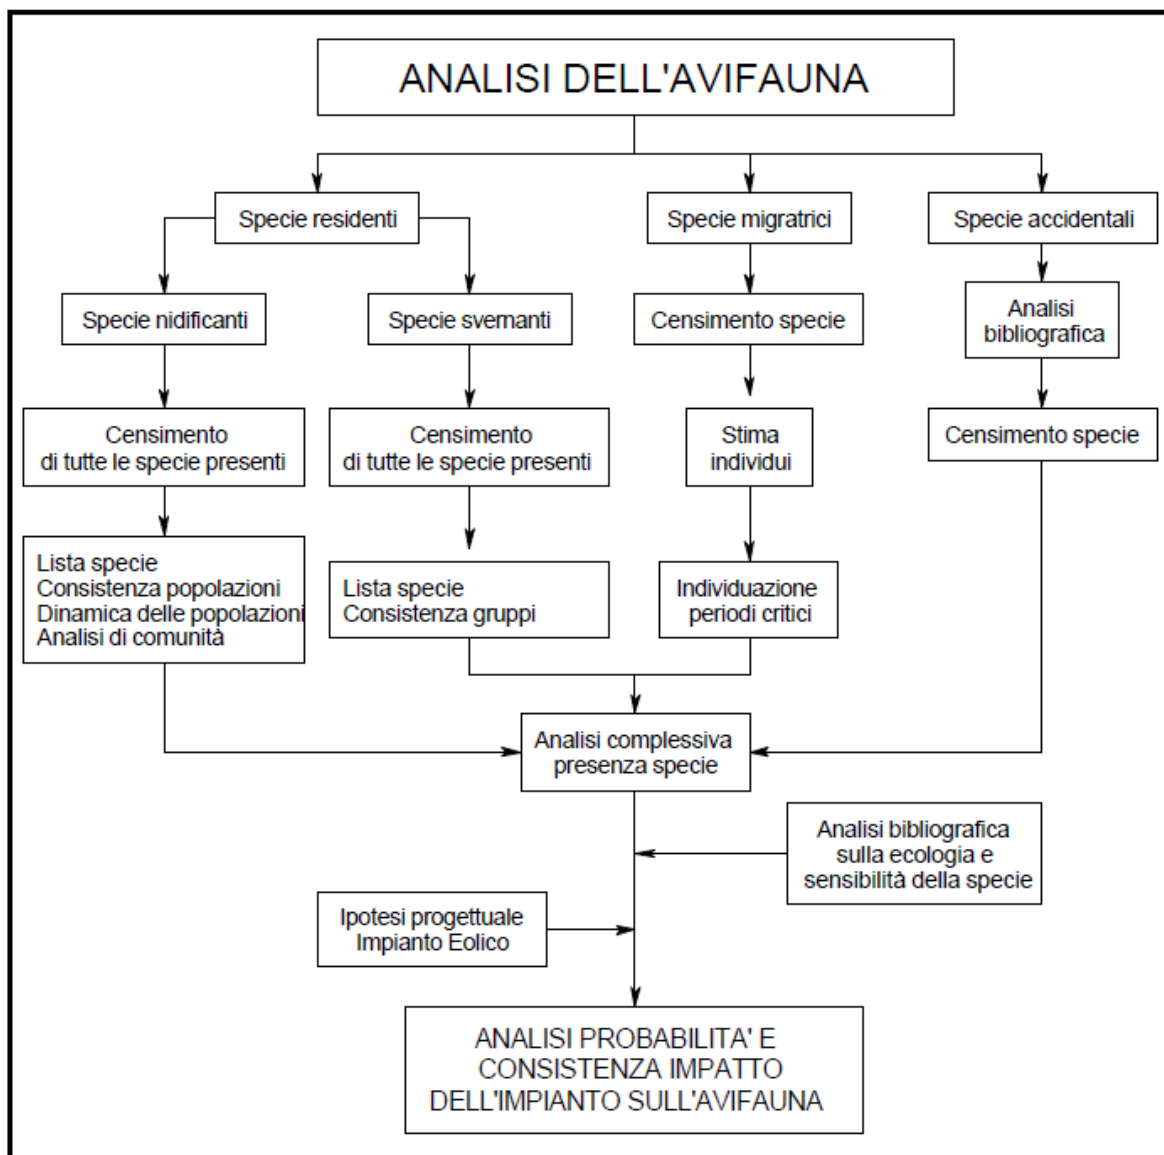 ANALISI DELL'AVIFAUNA
Specie residenti
Specie migratrici
Specie accidentali
Specie nidificanti
Specie svernanti
Censimento specie
Analisi
bibliografica
Censimento
di tutte le specie presenti
Censimento
di tutte le specie presenti
Stima
individui
Censimento specie
Lista specie
Consistenza popolazioni
Dinamica delle popolazioni
Analisi di comunità
Lista specie
Consistenza gruppi
Individuazione
periodi critici
Analisi complessiva
presenza specie
Analisi bibliografica
sulla ecologia e
sensibilità della specie
Ipotesi progettuale
Impianto Eolico
ANALISI PROBABILITA' E
CONSISTENZA IMPATTO
DELL'IMPIANTO SULL'AVIFAUNA